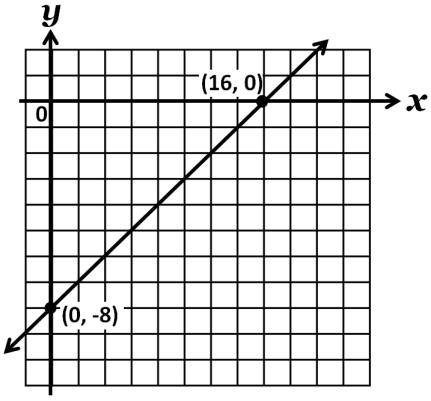 y
(16, 0)
x
0
(0, -8)